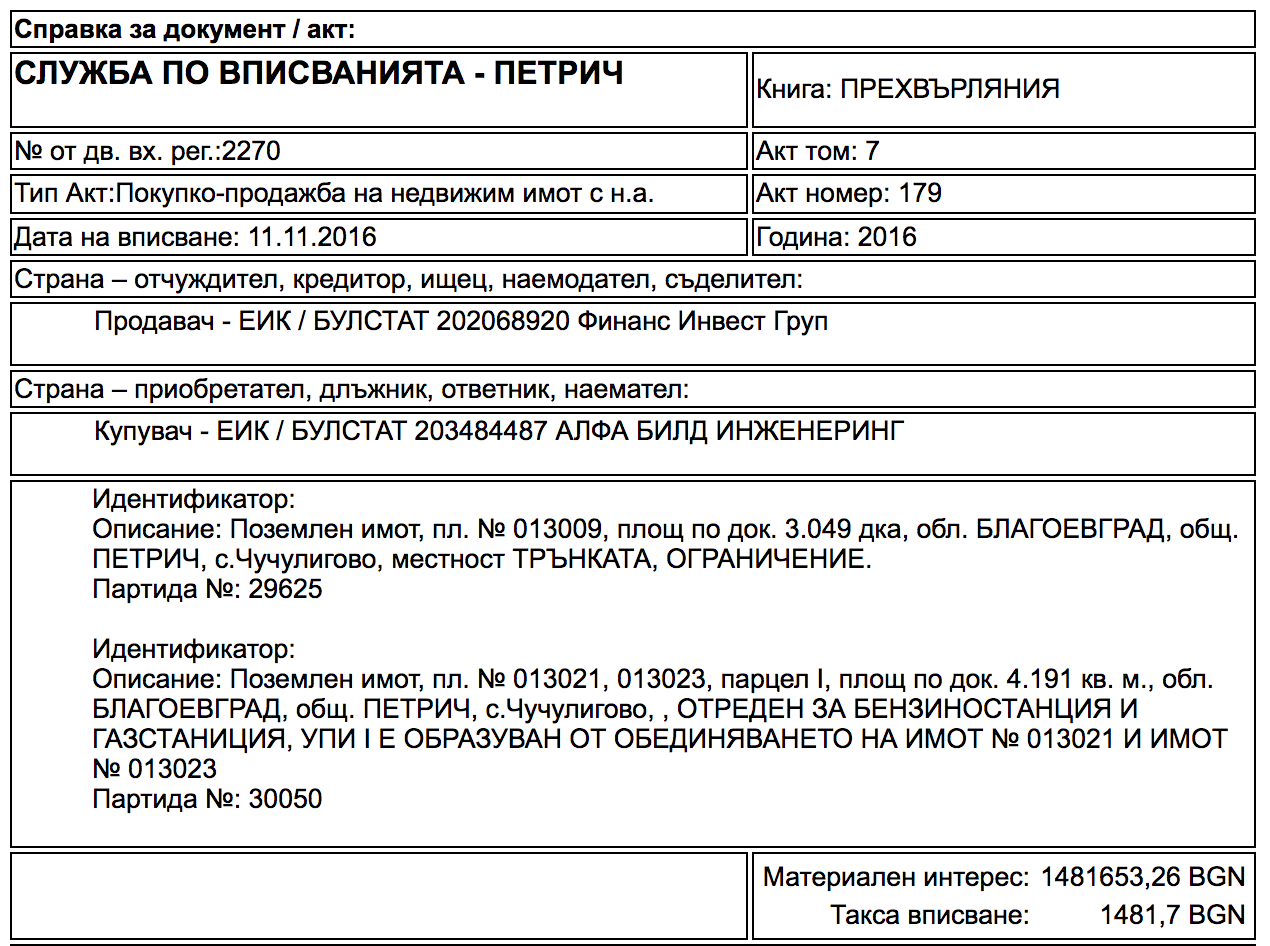 Справка за документ / акт:
СЛУЖБА ПО ВПИСВАНИЯТА - ПЕТРИЧ
Книга: ПРЕХВЪРЛЯНИЯ
№ от дв. вх. рег.:2270
Акт том: 7
Тип Акт:Покупко-продажба на недвижим имот с н.а.
Акт номер: 179
Дата на вписване: 11.11.2016
Година: 2016
Страна – отчуждител, кредитор, ищец, наемодател, съделител:
Продавач - ЕИК / БУЛСТАТ 202068920 Финанс Инвест Груп
Страна – приобретател, длъжник, ответник, наемател:
Купувач - ЕИК / БУЛСТАТ 203484487 АЛФА БИЛД ИНЖЕНЕРИНГ
Идентификатор:
Описание: Поземлен имот, пл. № 013009, площ по док. 3.049 дка, обл. БЛАГОЕВГРАД, общ.
ПЕТРИЧ, с.Чучулигово, местност ТРЪНКАТА, ОГРАНИЧЕНИЕ.
Партида №: 29625
Идентификатор:
Описание: Поземлен имот, пл. № 013021, 013023, парцел I, площ по док. 4.191 кв. м., обл.
БЛАГОЕВГРАД, общ. ПЕТРИЧ, с.Чучулигово, , ОТРЕДЕН ЗА БЕНЗИНОСТАНЦИЯ И
ГАЗСТАНИЦИЯ, УПИ I Е ОБРАЗУВАН ОТ ОБЕДИНЯВАНЕТО НА ИМОТ № 013021 И ИМОТ
№ 013023
Партида №: 30050
Материален интерес: 1481653,26 BGN
Такса вписване: 1481,7 BGN